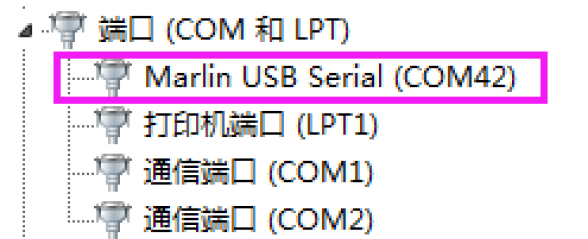 端口 (COM 和 LPT)
Marlin USB Serial (COM42)
打印机端口 (LPT1)
通信端口 (COM1)
通信端口 (COM2)